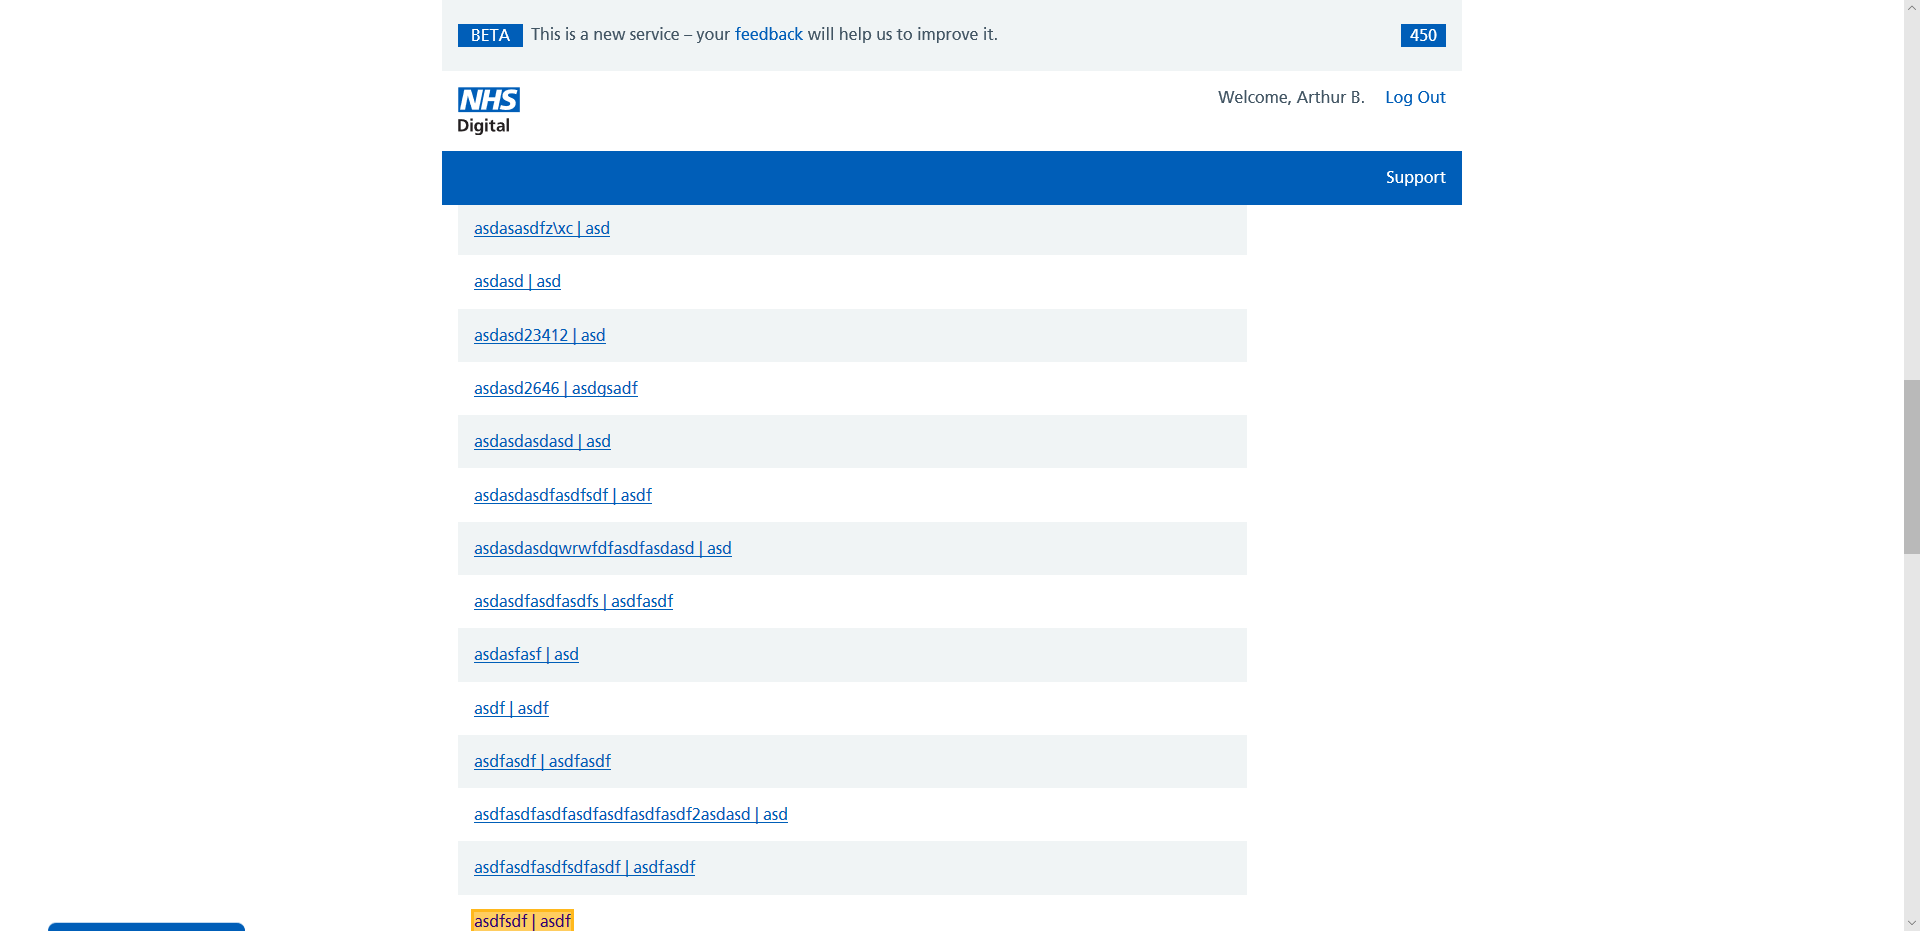 BETA This is a new service – your feedback will help us to improve it. 450
NHS
Digital
Welcome, Arthur B. Log Out
Support
asdasasdfz\xc | asd
asdasd | asd
asdasd23412 | asd
asdasd2646 | asdgsadf
asdasdasdasd | asd
asdasdasdfasdfsdf | asdf
asdasdasdqwrwfdfasdfasdasd | asd
asdasdfasdfasdfs | asdfasdf
asdasfasf | asd
asdf | asdf
asdfasdf | asdfasdf
asdfasdfasdfasdfasdfasdfasdf2asdasd | asd
asdfasdfasdfsdfasdf | asdfasdf
asdfsdf | asdf